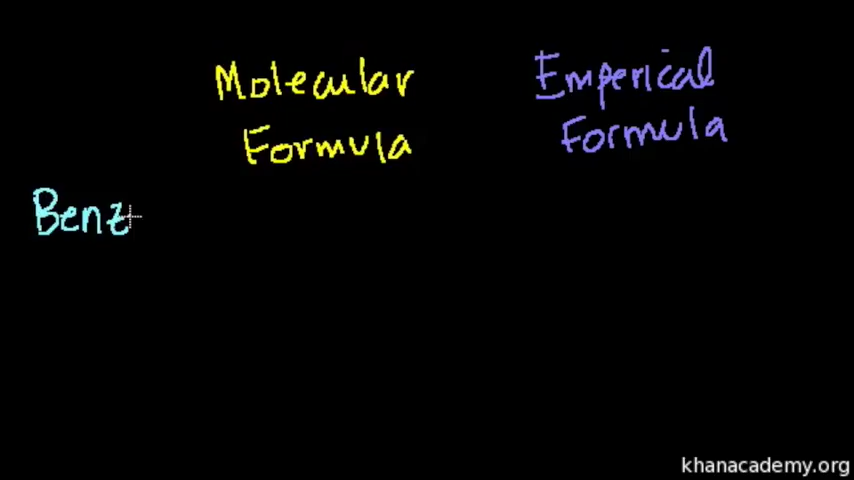 Molecular Emperical
Formula Formula
Benz
khanacademy.org